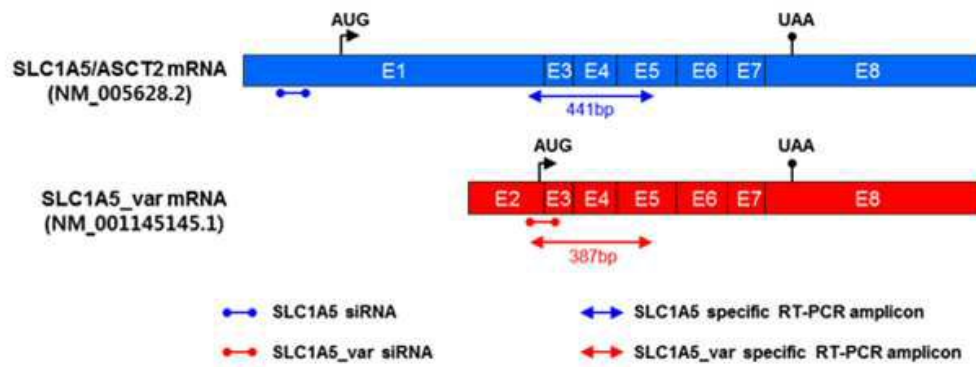 AUG
UAA
SLC1A5/ASCT2 mRNA
(NM_005628.2)
E1 E3 E4 E5 E6 E7 E8
441bp
AUG
UAA
SLC1A5_var mRNA
(NM_001145145.1)
E2 E3 E4 E5 E6 E7 E8
387bp
SLC1A5 siRNA
SLC1A5 specific RT-PCR amplicon
SLC1A5_var siRNA
SLC1A5_var specific RT-PCR amplicon